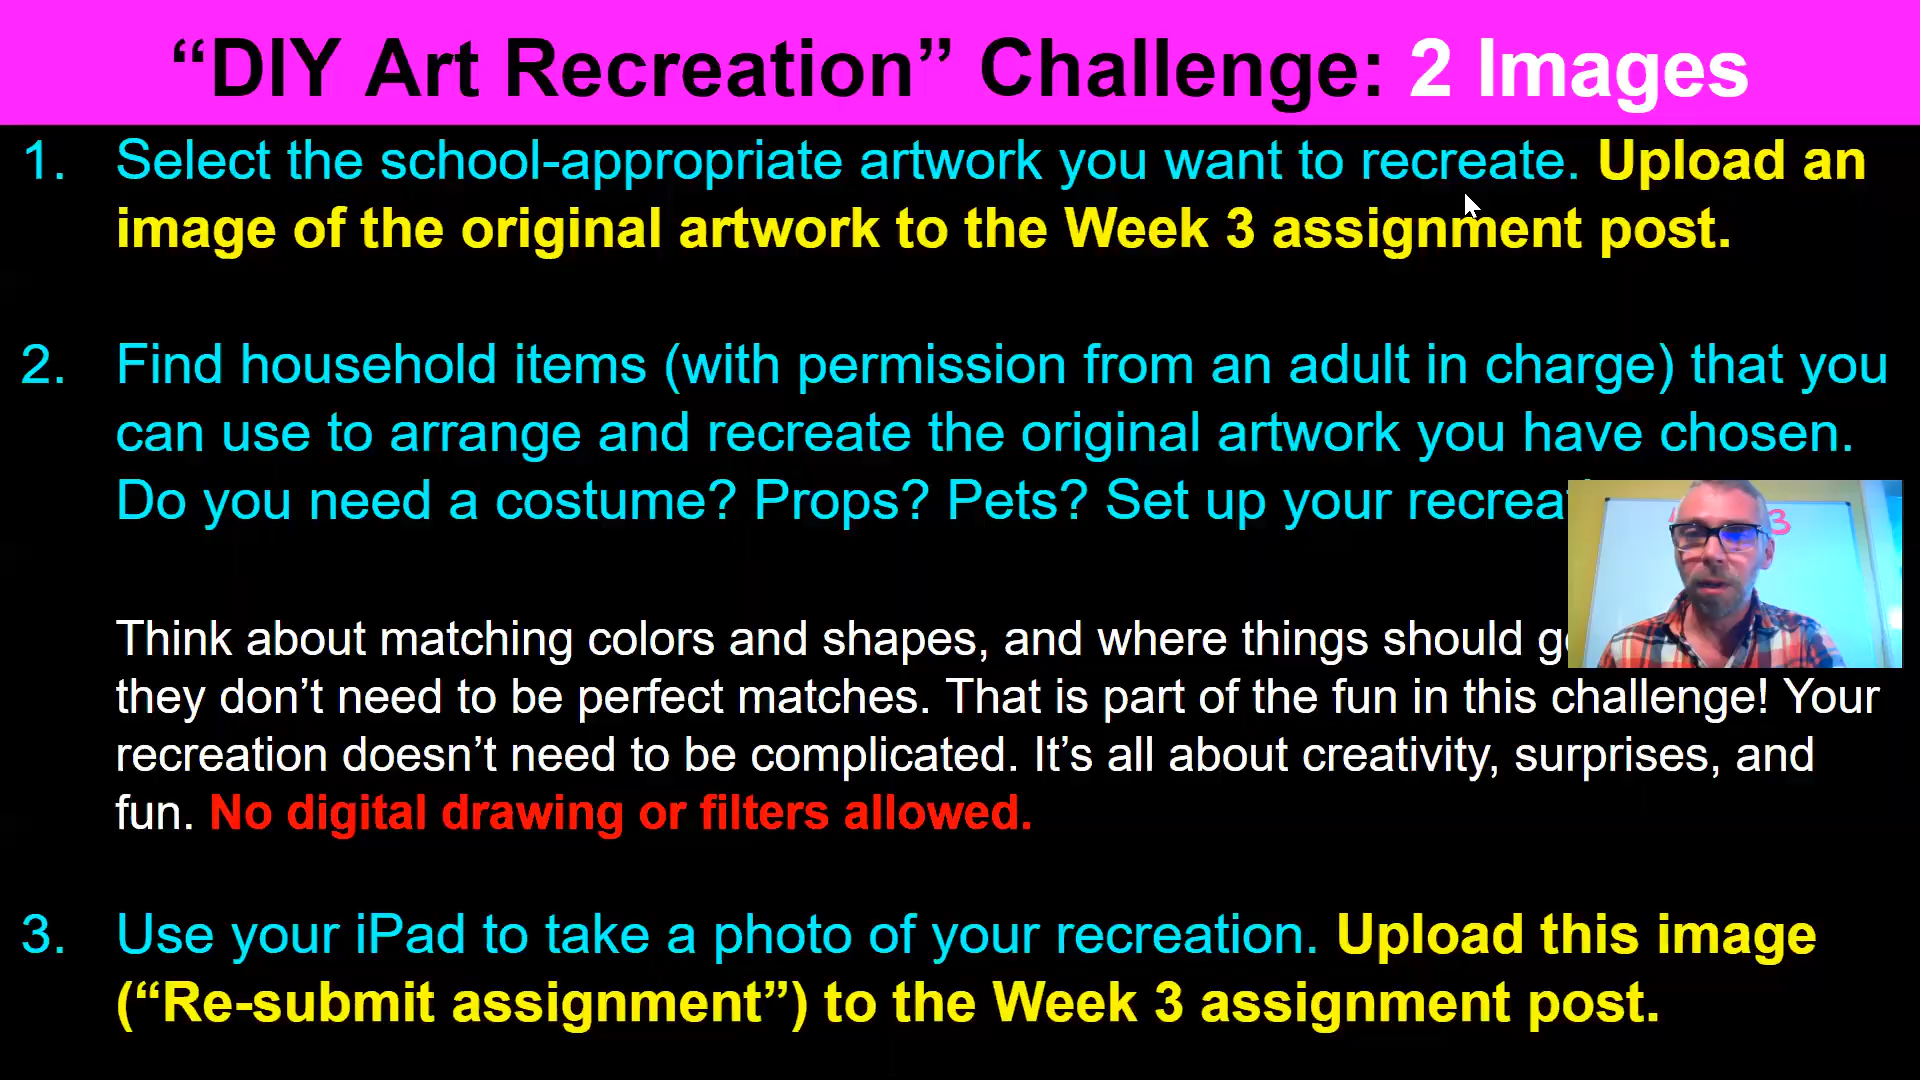 “DIY Art Recreation” Challenge: 2 Images
1. Select the school-appropriate artwork you want to recreate. Upload an
image of the original artwork to the Week 3 assignment post.
2. Find household items (with permission from an adult in charge) that you
can use to arrange and recreate the original artwork you have chosen.
Do you need a costume? Props? Pets? Set up your
Think about matching colors and shapes, and where things should
they don’t need to be perfect matches. That is part of the fun in this challenge! Your
recreation doesn’t need to be complicated. It’s all about creativity, surprises, and
fun. No digital drawing or filters allowed.
3. Use your iPad to take a photo of your recreation. Upload this image
(“Re-submit assignment”) to the Week 3 assignment post.
3